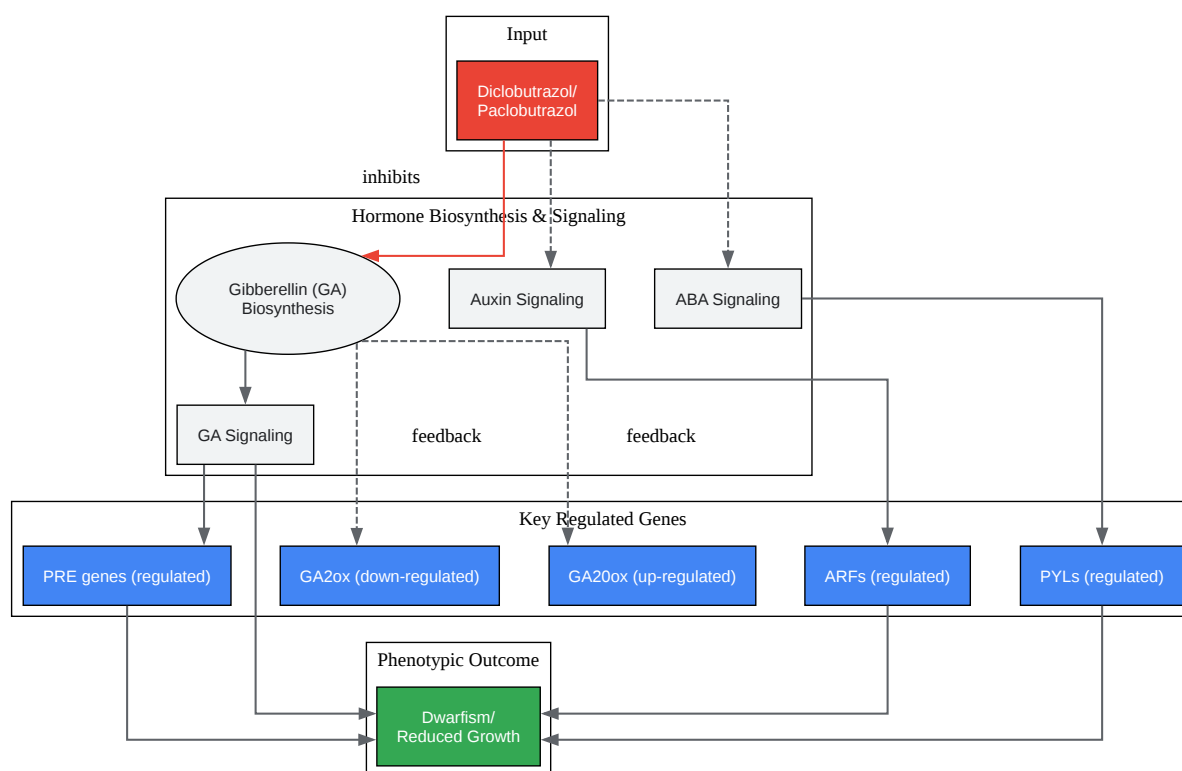 Input
Diclobutrazol/
Paclobutrazol
inhibits
Hormone Biosynthesis & Signaling
Gibberellin (GA)
Biosynthesis
Auxin Signaling
ABA Signaling
GA Signaling
feedback
feedback
Key Regulated Genes
PRE genes (regulated)
GA2ox (down-regulated)
GA20ox (up-regulated)
ARFs (regulated)
PYLs (regulated)
Phenotypic Outcome
Dwarfism/
Reduced Growth